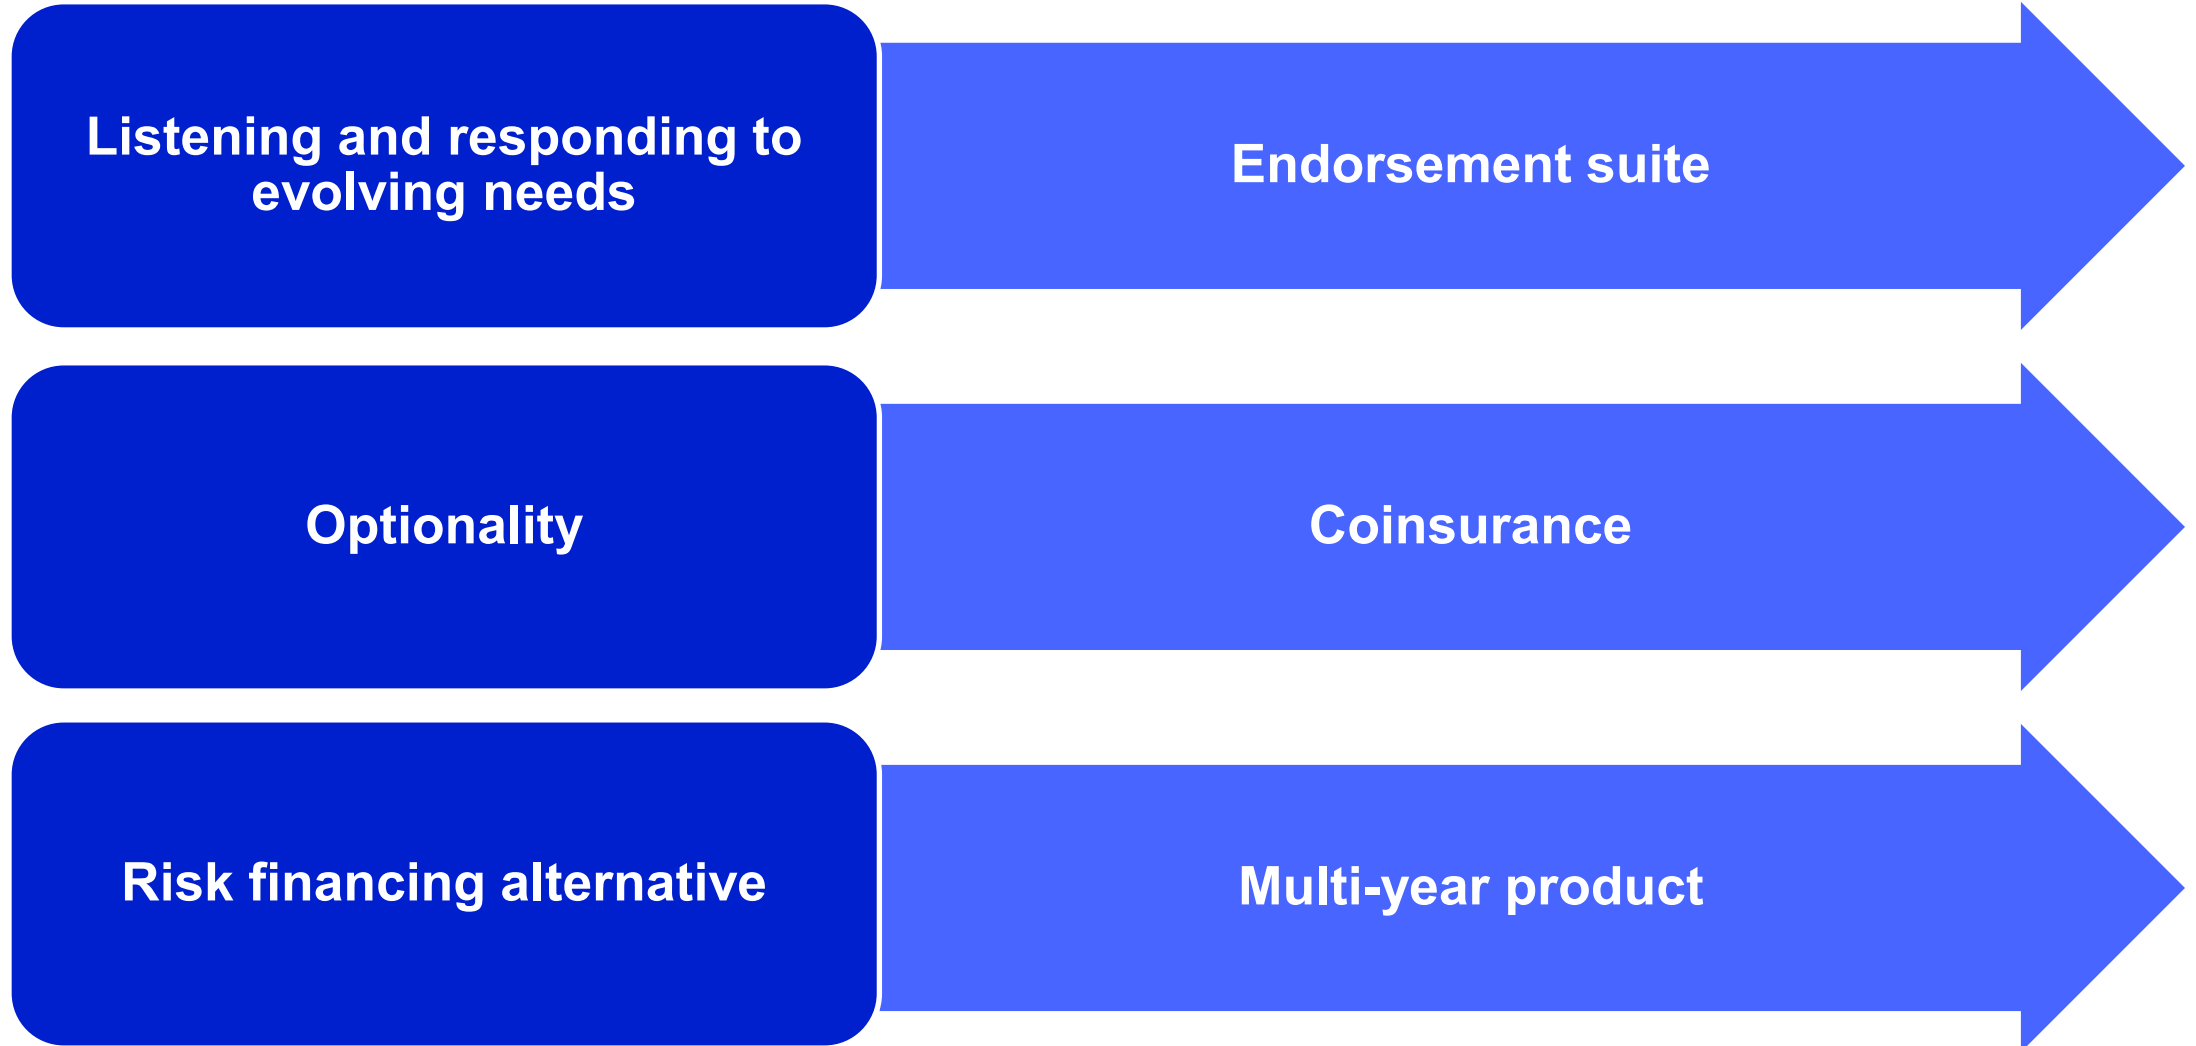 Listening and responding to
evolving needs
Endorsement suite
Optionality
Coinsurance
Risk financing alternative
Multi-year product